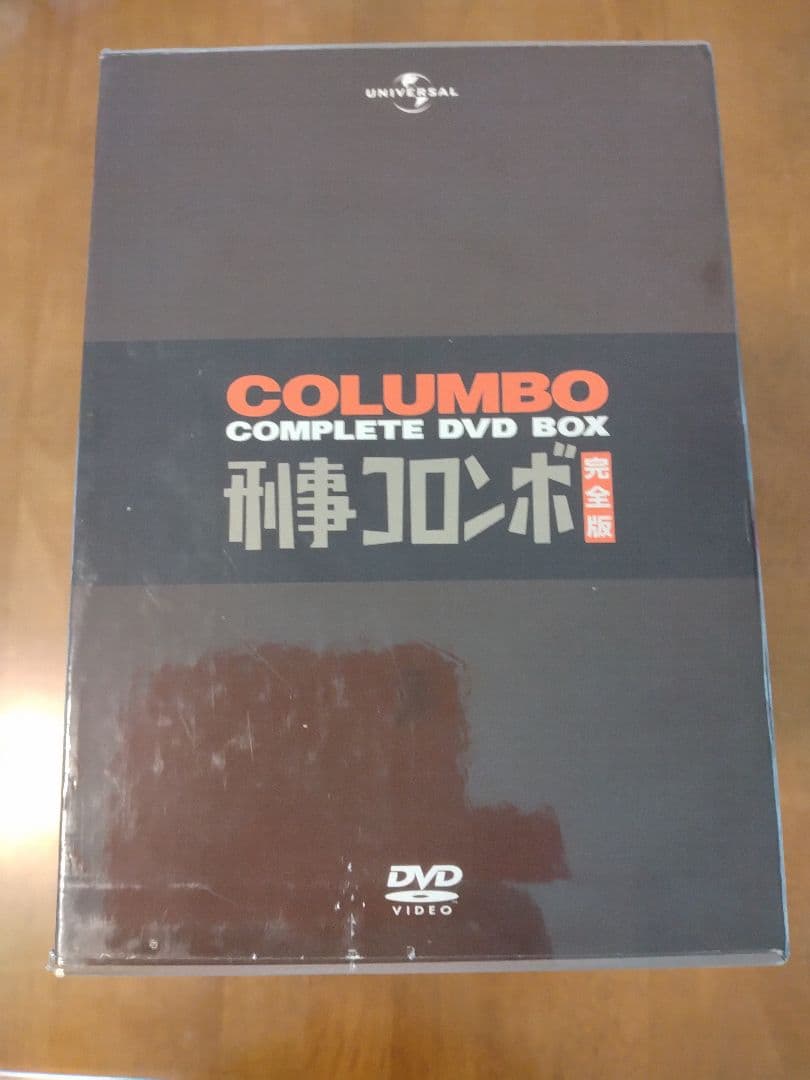 UNIVERSAL
COLUMBO
COMPLETE DVD BOX
刑事コロンボ 完全版
DVD
VIDEO